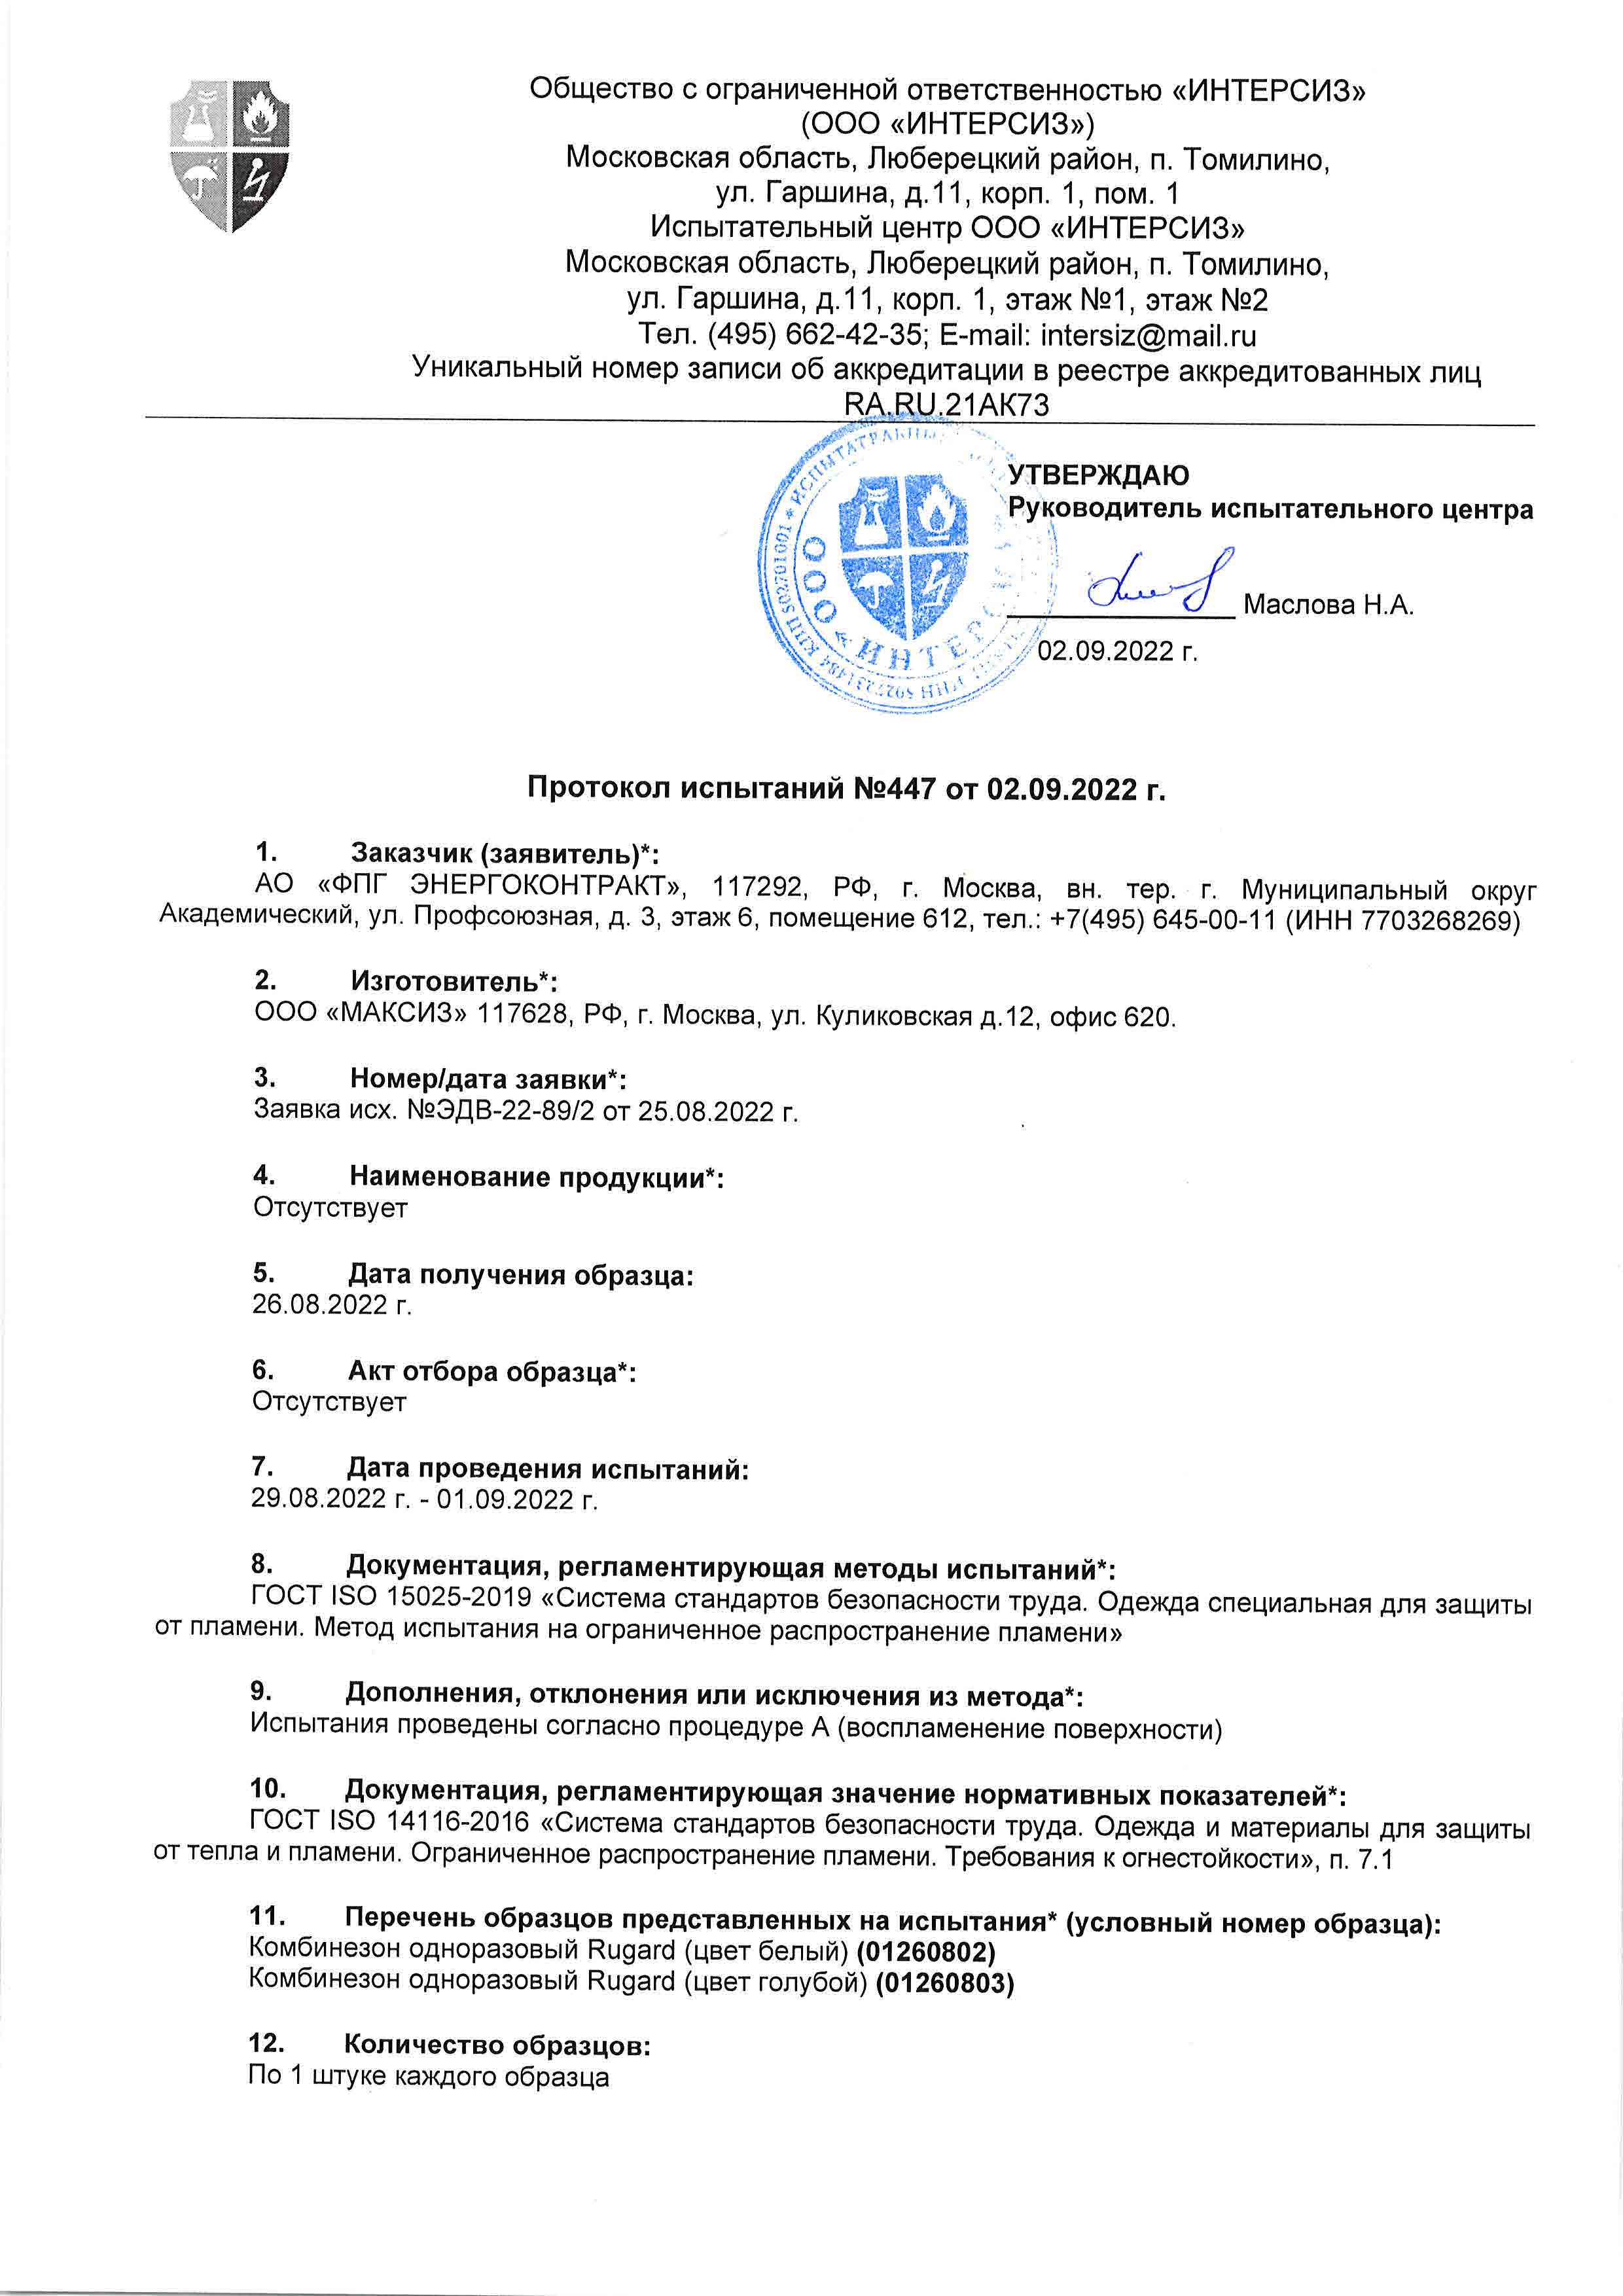 Общество с ограниченной ответственностью «ИНТЕРСИЗ»
(ООО «ИНТЕРСИЗ»)
Московская область, Люберецкий район, п. Томилино,
ул. Гаршина, д.11, корп. 1, пом. 1
Испытательный центр ООО «ИНТЕРСИЗ»
Московская область, Люберецкий район, п. Томилино,
ул. Гаршина, д.11, корп. 1, этаж №1, этаж №2
Тел. (495) 662-42-35; E-mail: intersiz@mail.ru
Уникальный номер записи об аккредитации в реестре аккредитованных лиц
RA.RU.21АК73
УТВЕРЖДАЮ
Руководитель испытательного центра
Маслова Н.А.
02.09.2022 г.
КПП 502701001
ООО
Протокол испытаний №447 от 02.09.2022 г.
1. Заказчик (заявитель)*:
АО «ФПГ ЭНЕРГОКОНТРАКТ», 117292, РФ, г. Москва, вн. тер. г. Муниципальный округ
Академический, ул. Профсоюзная, д. 3, этаж 6, помещение 612, тел.: +7(495) 645-00-11 (ИНН 7703268269)
2. Изготовитель*:
ООО «МАКСИЗ» 117628, РФ, г. Москва, ул. Куликовская д.12, офис 620.
3. Номер/дата заявки*:
Заявка исх. №ЭДВ-22-89/2 от 25.08.2022 г.
4. Наименование продукции*:
Отсутствует
5. Дата получения образца:
26.08.2022 г.
6. Акт отбора образца*:
Отсутствует
7. Дата проведения испытаний:
29.08.2022 г. - 01.09.2022 г.
8. Документация, регламентирующая методы испытаний*:
ГОСТ ISO 15025-2019 «Система стандартов безопасности труда. Одежда специальная для защиты
от пламени. Метод испытания на ограниченное распространение пламени»
9. Дополнения, отклонения или исключения из метода*:
Испытания проведены согласно процедуре А (воспламенение поверхности)
10. Документация, регламентирующая значение нормативных показателей*:
ГОСТ ISO 14116-2016 «Система стандартов безопасности труда. Одежда и материалы для защиты
от тепла и пламени. Ограниченное распространение пламени. Требования к огнестойкости», п. 7.1
11. Перечень образцов представленных на испытания* (условный номер образца):
Комбинезон одноразовый Rugard (цвет белый) (01260802)
Комбинезон одноразовый Rugard (цвет голубой) (01260803)
12. Количество образцов:
По 1 штуке каждого образца